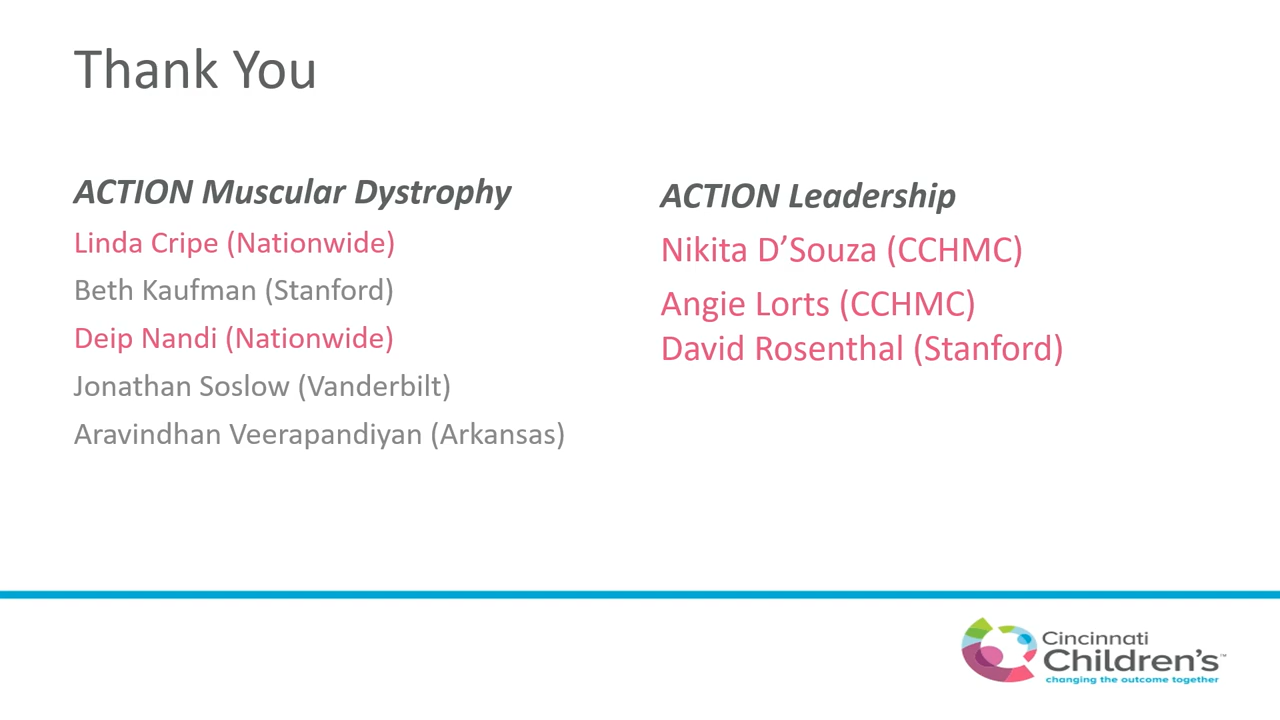 Thank You
ACTION Muscular Dystrophy
Linda Cripe (Nationwide)
Beth Kaufman (Stanford)
Deip Nandi (Nationwide)
Jonathan Soslow (Vanderbilt)
Aravindhan Veerapandiyan (Arkansas)
ACTION Leadership
Nikita D’Souza (CCHMC)
Angie Lorts (CCHMC)
David Rosenthal (Stanford)
Cincinnati
Children's™
changing the outcome together